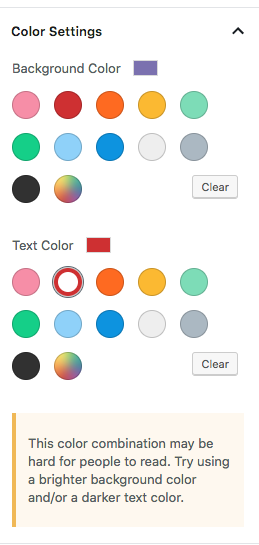 Color Settings
Background Color
Clear
Text Color
Clear
This color combination may be
hard for people to read. Try using
a brighter background color
and/or a darker text color.